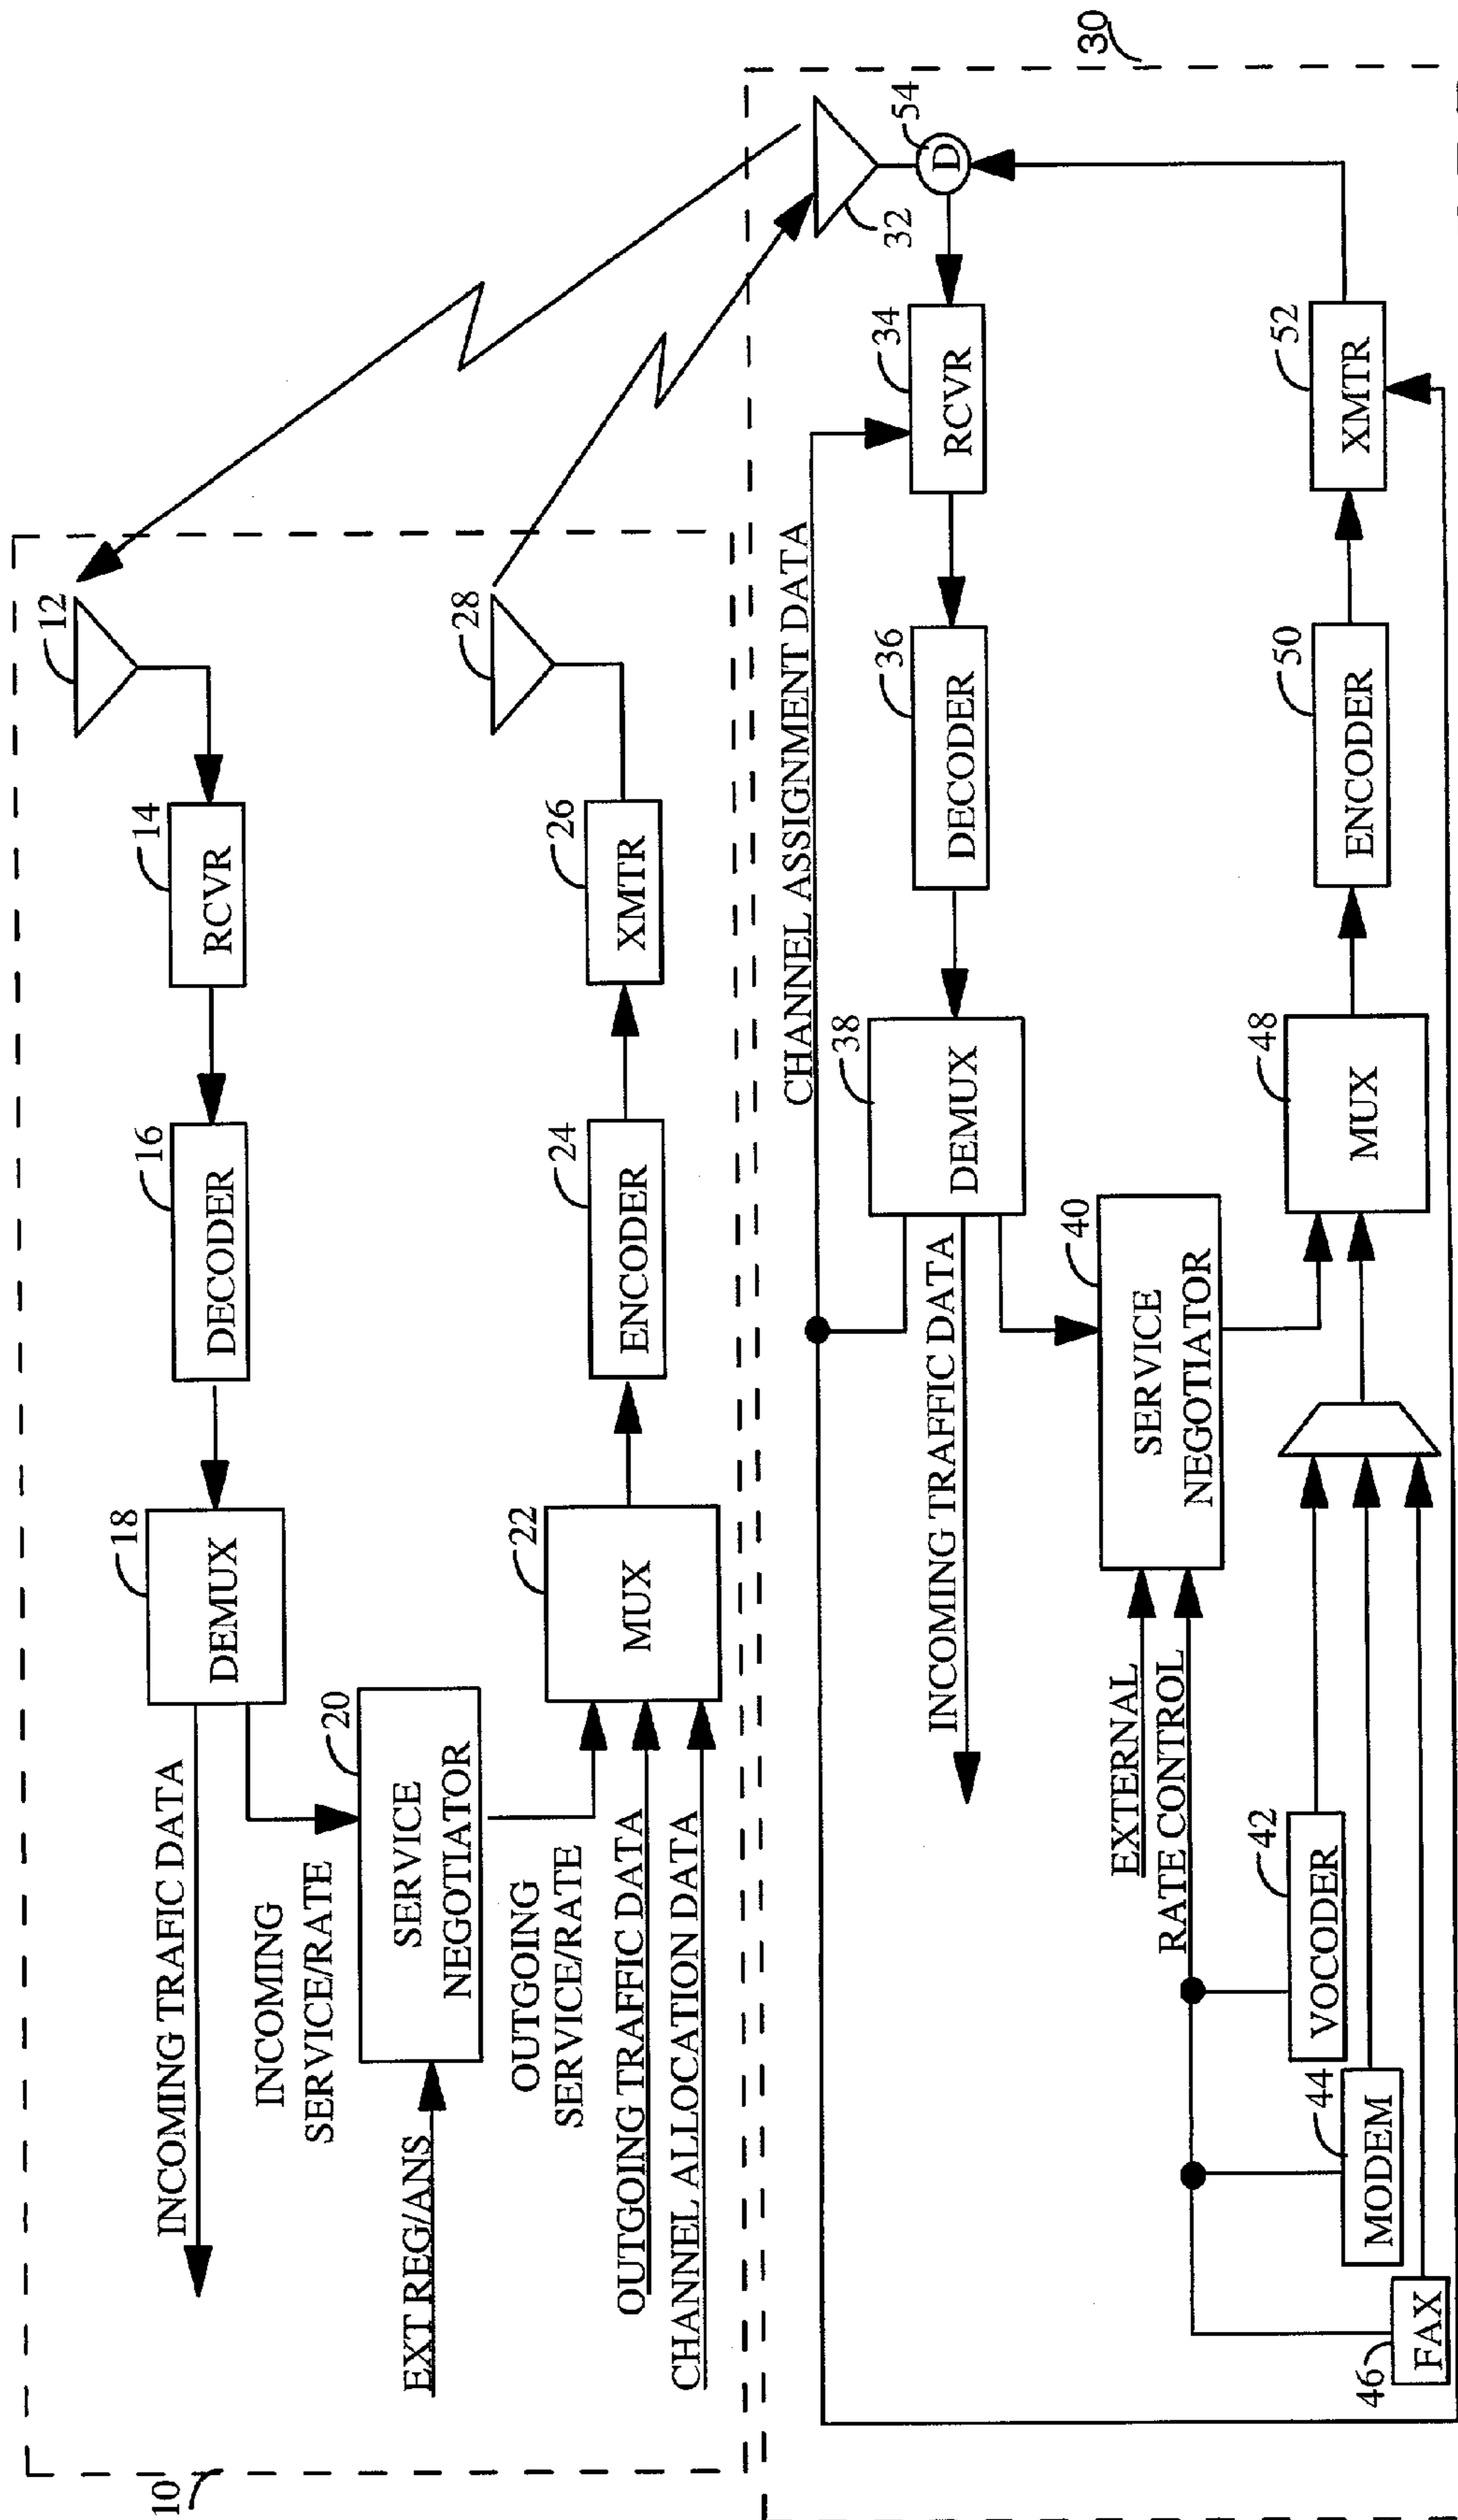 10
12
RCVR
14
DECODER
16
DEMUX
18
INCOMING TRAFFIC DATA
INCOMING
SERVICE/RATE
SERVICE
NEGOTIATOR
20
EXT REG/ANS
OUTGOING
SERVICE/RATE
OUTGOING TRAFFIC DATA
CHANNEL ALLOCATION DATA
MUX
22
ENCODER
24
XMTR
26
28
30
32
D
54
CHANNEL ASSIGNMENT DATA
RCVR
34
DECODER
36
DEMUX
38
INCOMING TRAFFIC DATA
SERVICE
NEGOTIATOR
40
EXTERNAL
RATE CONTROL
VOCODER
42
MODEM
44
FAX
46
MUX
48
ENCODER
50
XMTR
52